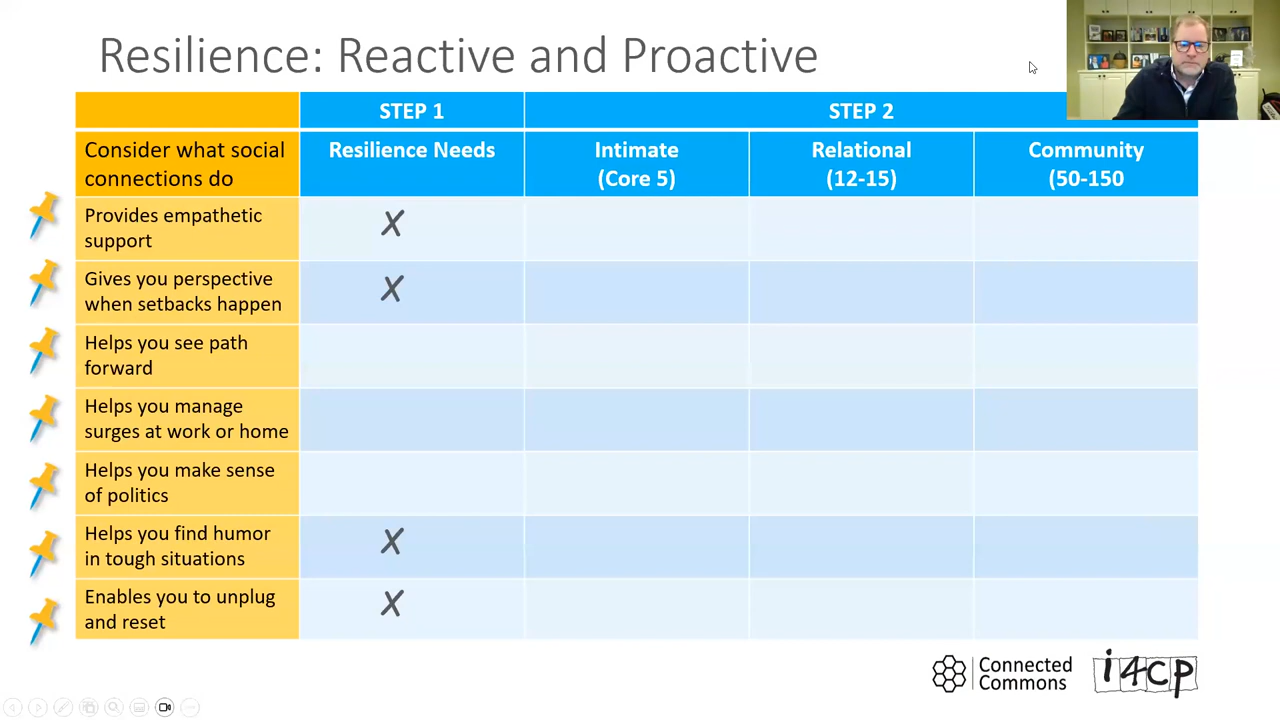 Resilience: Reactive and Proactive
STEP 1
STEP 2
Consider what social
connections do
Resilience Needs
Intimate
(Core 5)
Relational
(12-15)
Community
(50-150
Provides empathetic
support
X
Gives you perspective
when setbacks happen
X
Helps you see path
forward
Helps you manage
surges at work or home
Helps you make sense
of politics
Helps you find humor
in tough situations
X
Enables you to unplug
and reset
X
Connected
Commons
i4cp